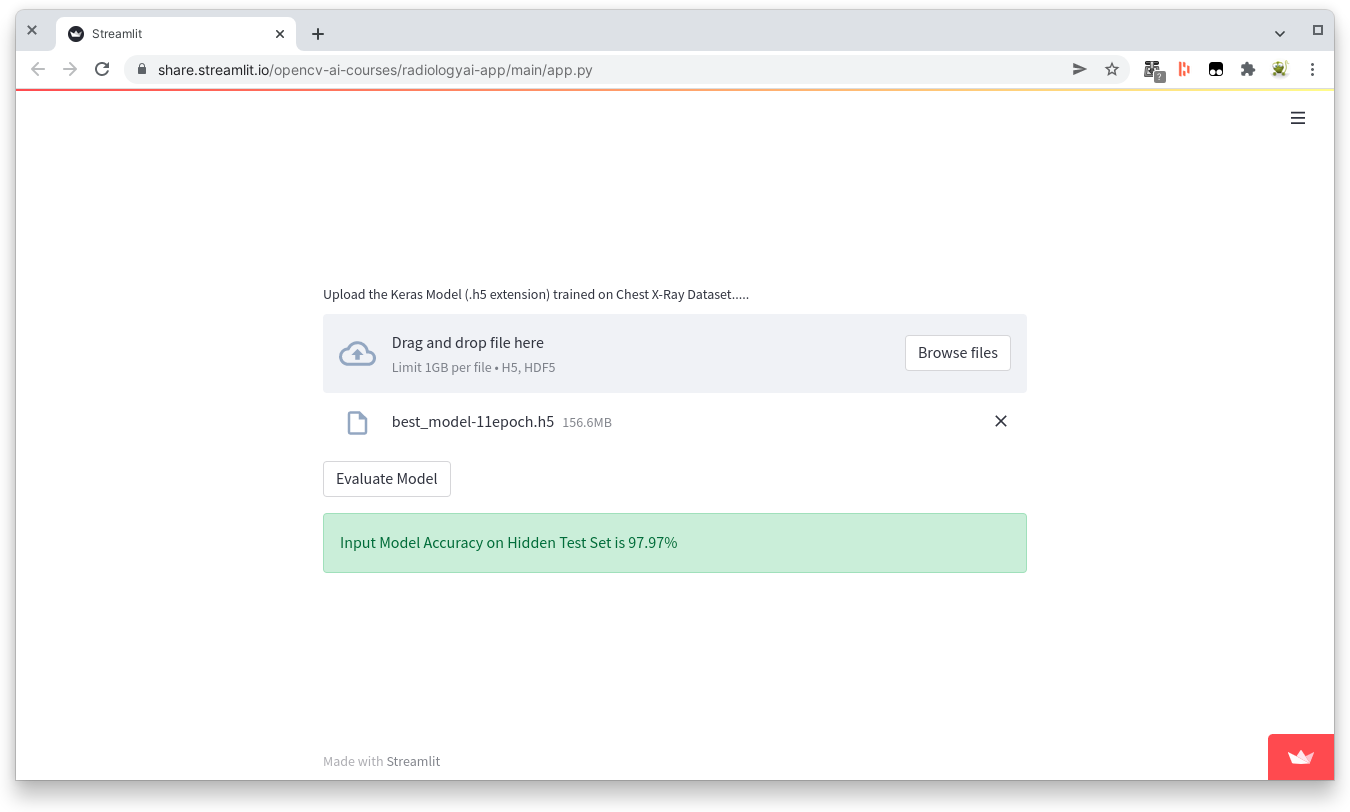 Streamlit
share.streamlit.io/opencv-ai-courses/radiologyai-app/main/app.py
?
Upload the Keras Model (.h5 extension) trained on Chest X-Ray Dataset.....
Drag and drop file here
Limit 1GB per file • H5, HDF5
Browse files
best_model-11epoch.h5 156.6MB
Evaluate Model
Input Model Accuracy on Hidden Test Set is 97.97%
Made with Streamlit